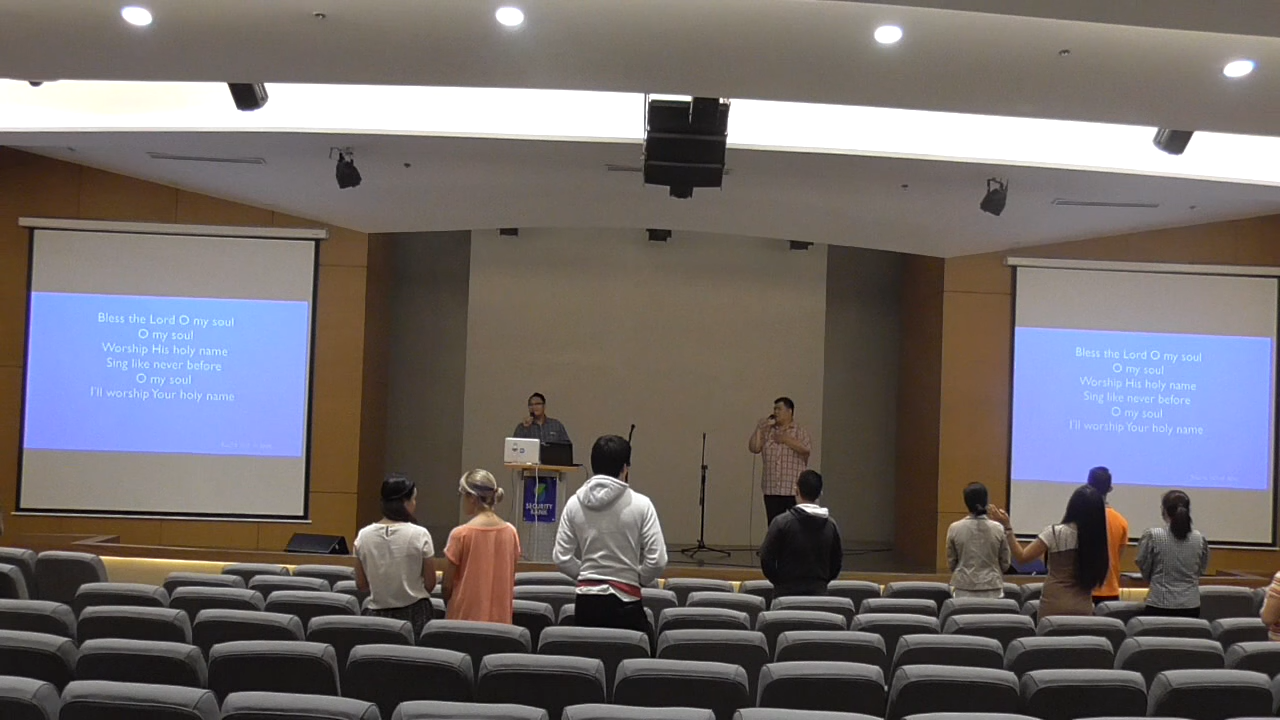 Bless the Lord O my soul
O my soul
Worship His holy name
Sing like never before
O my soul
I'll worship Your holy name
SECURITY
BANK
Bless the Lord O my soul
O my soul
Worship His holy name
Sing like never before
O my soul
I'll worship Your holy name